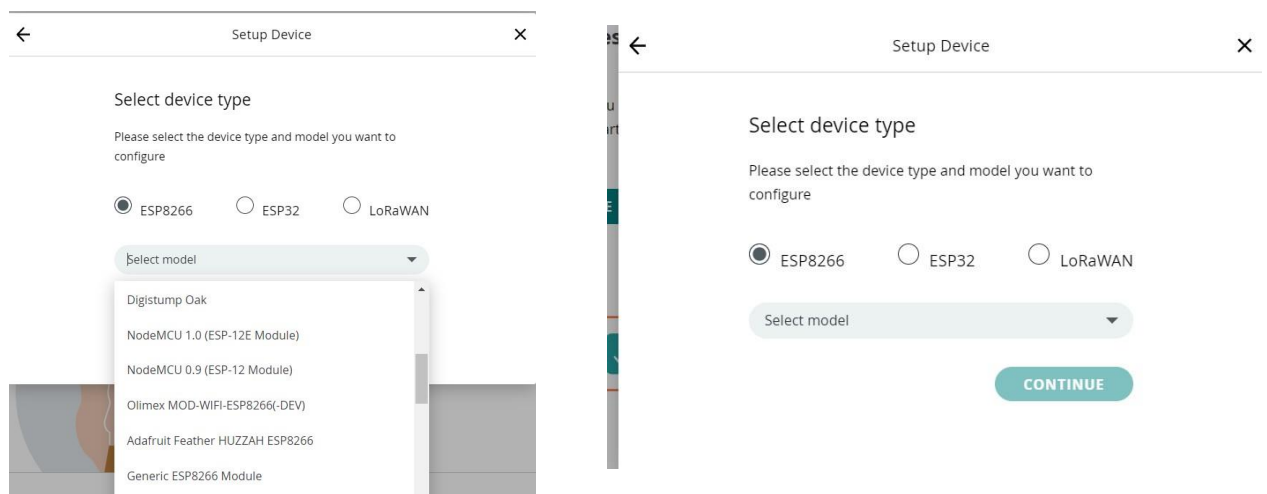 Setup Device
Select device type
Please select the device type and model you want to
configure
ESP8266 ESP32 LoRaWAN
Select model
Digistump Oak
NodeMCU 1.0 (ESP-12E Module)
NodeMCU 0.9 (ESP-12 Module)
Olimex MOD-WIFI-ESP8266(-DEV)
Adafruit Feather HUZZAH ESP8266
Generic ESP8266 Module
Setup Device
Select device type
Please select the device type and model you want to
configure
ESP8266 ESP32 LoRaWAN
Select model
CONTINUE